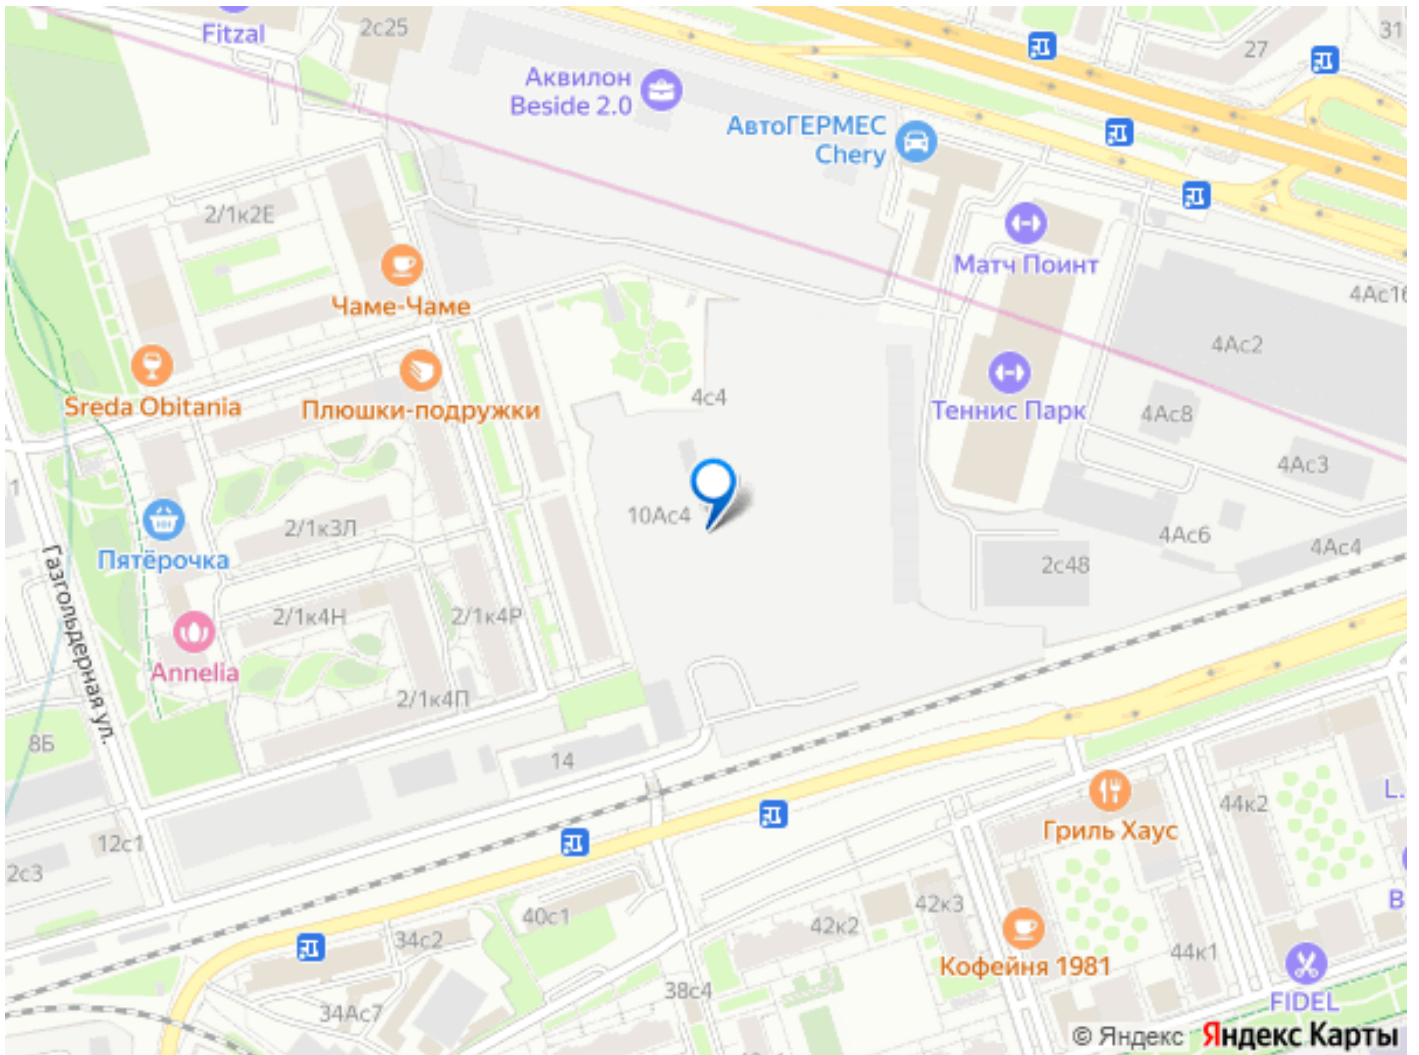 Fitzal
2с25
27
31
Аквилон
Beside 2.0
АвтоГЕРМЕС
Chery
2/1к2Е
Матч Поинт
Чаме-Чаме
4Ас16
4Ас2
Sreda Obitania
Плюшки-подружки
4с4
Теннис Парк
4Ас8
4Ас3
1
10Ас4
2/1к3Л
Пятёрочка
4Ас6
4Ас4
2с48
Газгольдерная ул.
2/1к4Н
2/1к4Р
Annelia
2/1к4П
8Б
14
L.
44к2
Гриль Хаус
12с1
2с3
В
40с1
42к3
42к2
34с2
44к1
Кофейня 1981
38с4
FIDEL
34Ас7
© Яндекс Яндекс Карты